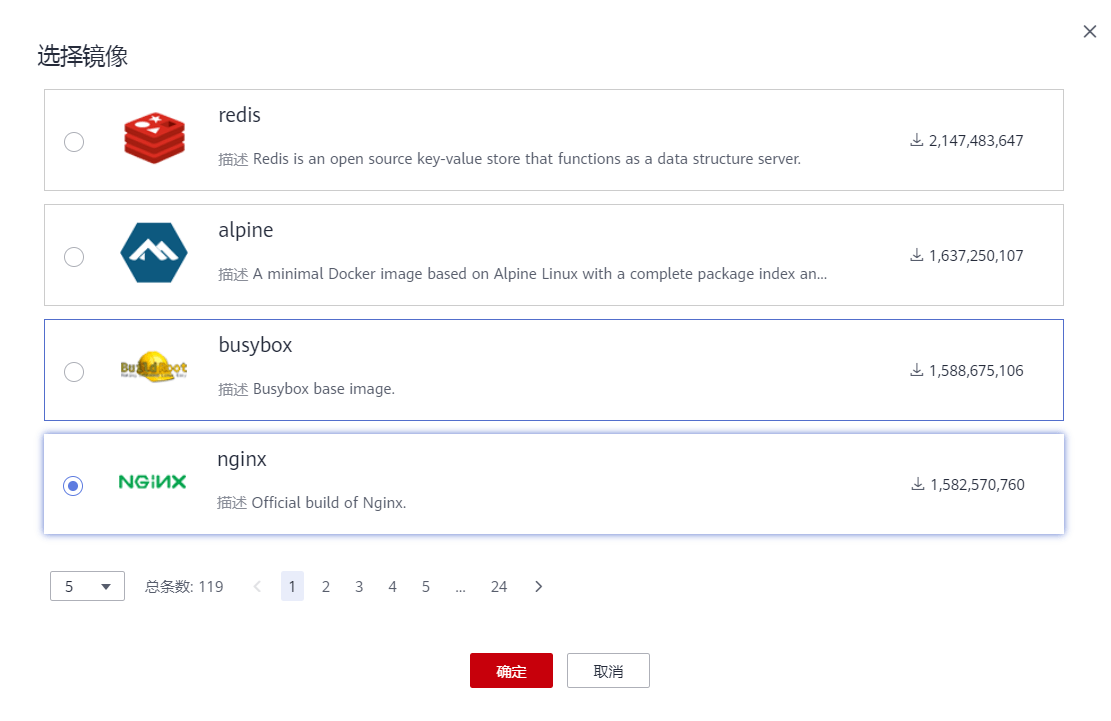 选择镜像
redis
描述 Redis is an open source key-value store that functions as a data structure server.
2,147,483,647
alpine
描述 A minimal Docker image based on Alpine Linux with a complete package index an...
1,637,250,107
busybox
描述 Busybox base image.
1,588,675,106
NGINX
nginx
描述 Official build of Nginx.
1,582,570,760
5 总条数: 119 1 2 3 4 5 ... 24
确定 取消